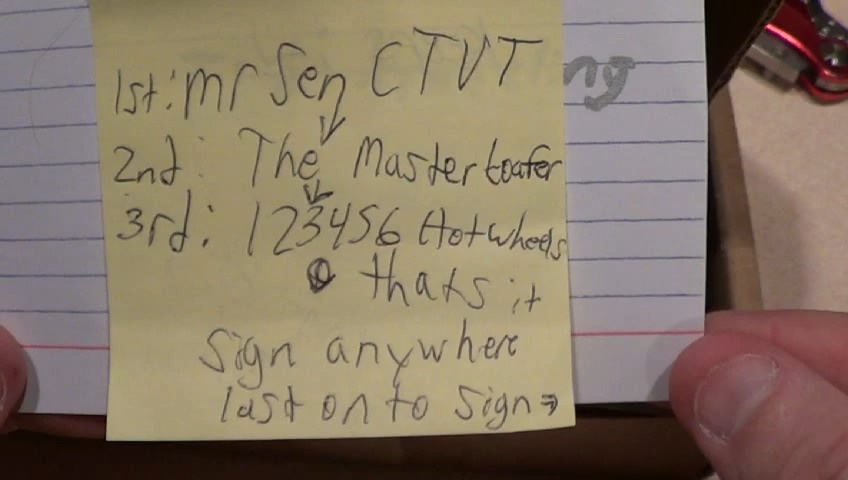 1st: mr Sen CTVT
2nd: The Mastertoafer
3rd: 123456 Hotwheels
thats it
Sign anywhere
last on to sign